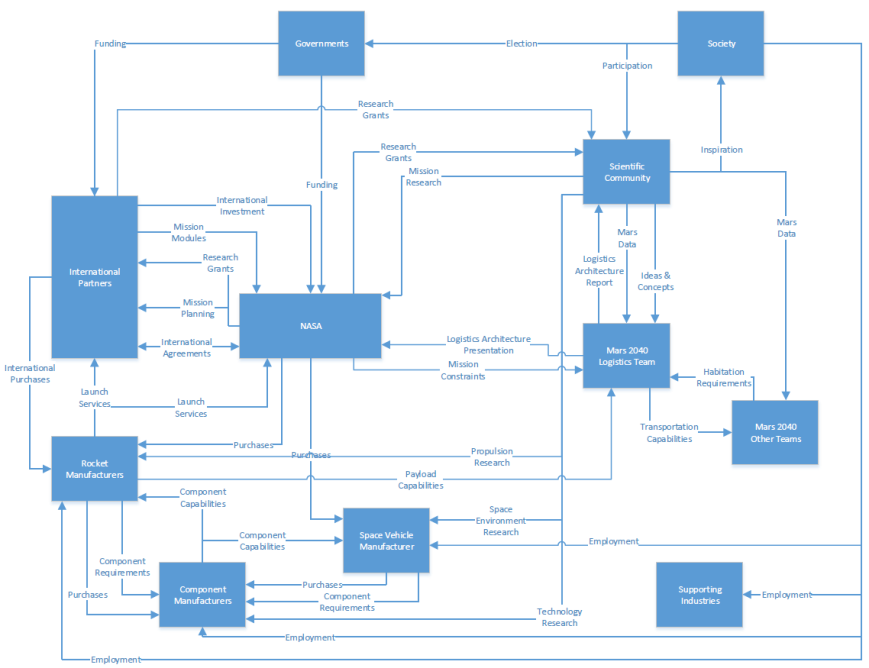 Governments
Society
Funding
Election
Participation
Research
Grants
Research
Grants
Scientific
Community
Inspiration
Mission
Research
Funding
International
Investment
Mission
Modules
Mars
Data
Mars
Data
Research
Grants
International
Partners
Logistics
Architecture
Report
Ideas &
Concepts
Mission
Planning
NASA
International
Agreements
Logistics Architecture
Presentation
Mars 2040
Logistics Team
International
Purchases
Mission
Constraints
Habitation
Requirements
Launch
Services
Launch
Services
Transportation
Capabilities
Mars 2040
Other Teams
Purchases
Purchases
Propulsion
Research
Rocket
Manufacturers
Payload
Capabilities
Component
Capabilities
Space
Environment
Research
Component
Capabilities
Space Vehicle
Manufacturer
Employment
Component
Requirements
Purchases
Component
Manufacturers
Purchases
Component
Requirements
Supporting
Industries
Employment
Technology
Research
Employment
Employment